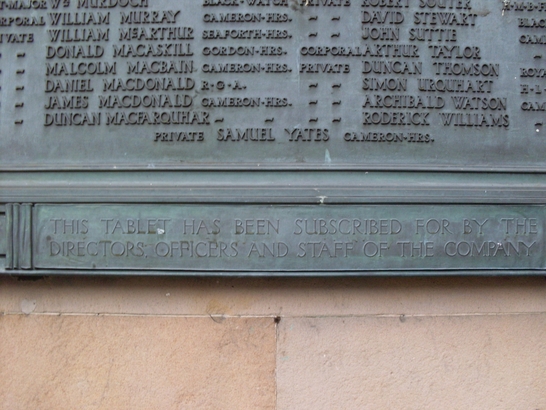 MAJOR Wm MURDOCH BLACK-WATCH PRIVATE ROBERT SOUTER
CORPORAL WILLIAM MURRAY CAMERON-HRS. " DAVID STEWART
PRIVATE WILLIAM McARTHUR SEAFORTH-HRS. " JOHN SUTTIE
" DONALD MACASKILL GORDON-HRS. CORPORAL ARTHUR TAYLOR
" MALCOLM MACBAIN CAMERON-HRS. PRIVATE DUNCAN THOMSON
" DANIEL MACDONALD R-G-A. " " SIMON URQUHART
" JAMES MACDONALD CAMERON-HRS. " ARCHIBALD WATSON
" DUNCAN MACFARQUHAR " " " RODERICK WILLIAMS
PRIVATE SAMUEL YATES CAMERON-HRS.
THIS TABLET HAS BEEN SUBSCRIBED FOR BY THE
DIRECTORS, OFFICERS AND STAFF OF THE COMPANY